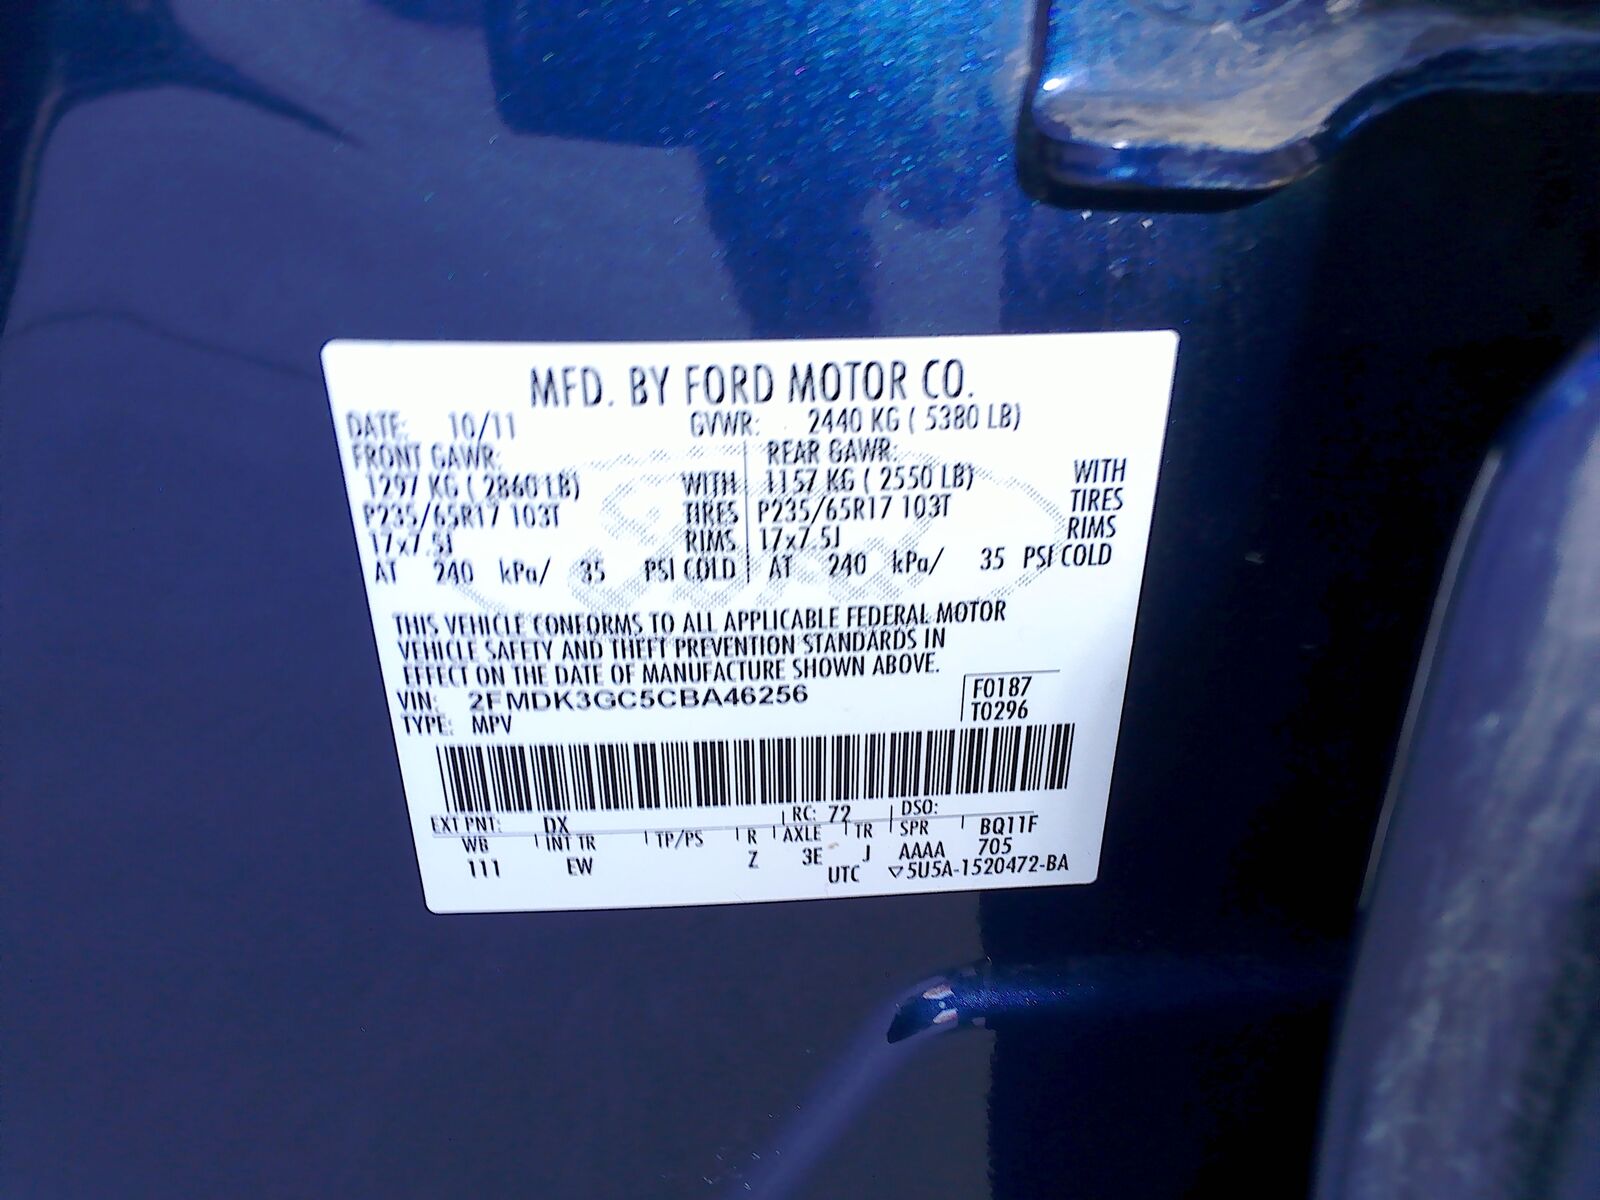 MFD. BY FORD MOTOR CO.
DATE: 10/11 GVWR: 2440 KG ( 5380 LB)
FRONT GAWR: REAR GAWR:
1297 KG ( 2860 LB) WITH 1157 KG ( 2550 LB) WITH
P235/65R17 103T TIRES P235/65R17 103T TIRES
17x7.5J RIMS 17x7.5J RIMS
AT 240 kPa/ 35 PSI COLD AT 240 kPa/ 35 PSI COLD
THIS VEHICLE CONFORMS TO ALL APPLICABLE FEDERAL MOTOR
VEHICLE SAFETY AND THEFT PREVENTION STANDARDS IN
EFFECT ON THE DATE OF MANUFACTURE SHOWN ABOVE.
VIN: 2FMDK3GC5CBA46256 F0187
TYPE: MPV T0296
EXT PNT: DX RC: 72 DSO:
WB INT TR TP/PS R AXLE TR SPR BQ11F
111 EW Z 3E J AAAA 705
UTC ▽5U5A-1520472-BA